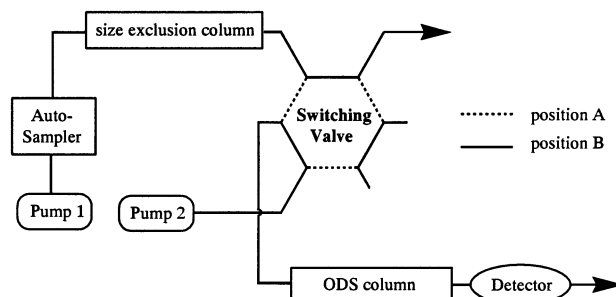 size exclusion column
Auto-
Sampler
Switching
Valve
position A
position B
Pump 1
Pump 2
ODS column
Detector